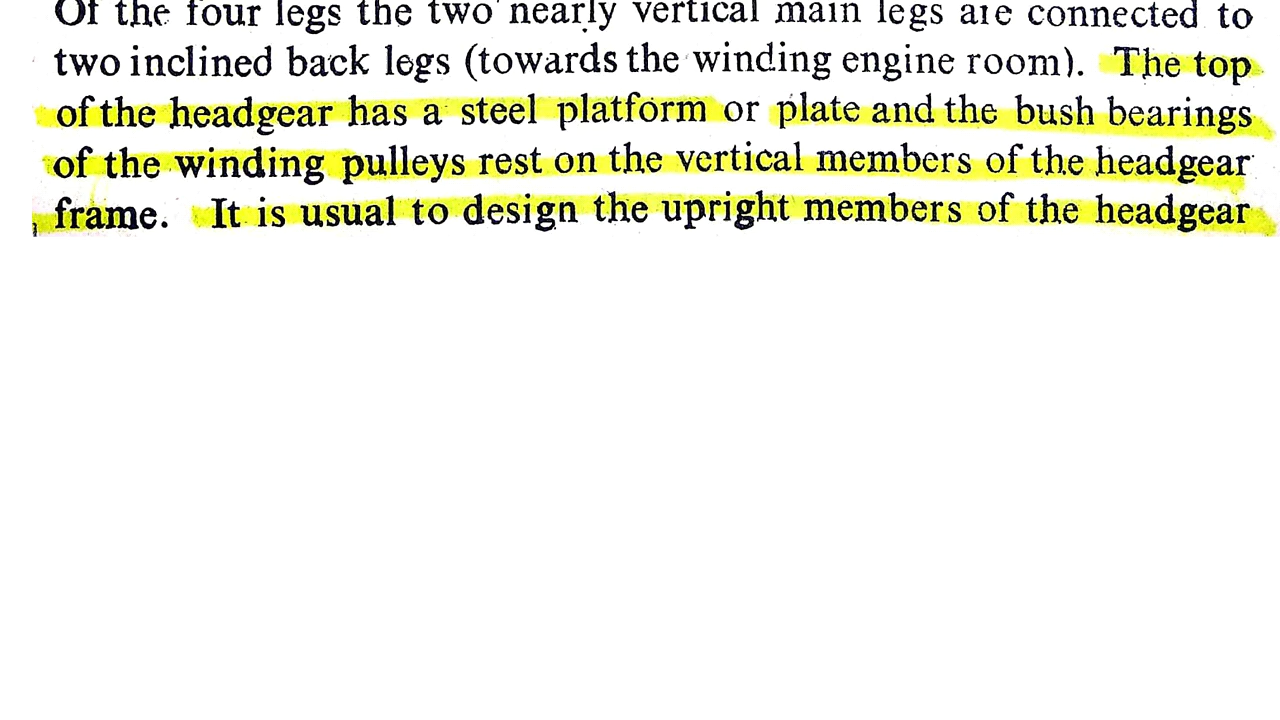 Of the four legs the two nearly vertical main legs are connected to
two inclined back legs (towards the winding engine room). The top
of the headgear has a steel platform or plate and the bush bearings
of the winding pulleys rest on the vertical members of the headgear
frame. It is usual to design the upright members of the headgear